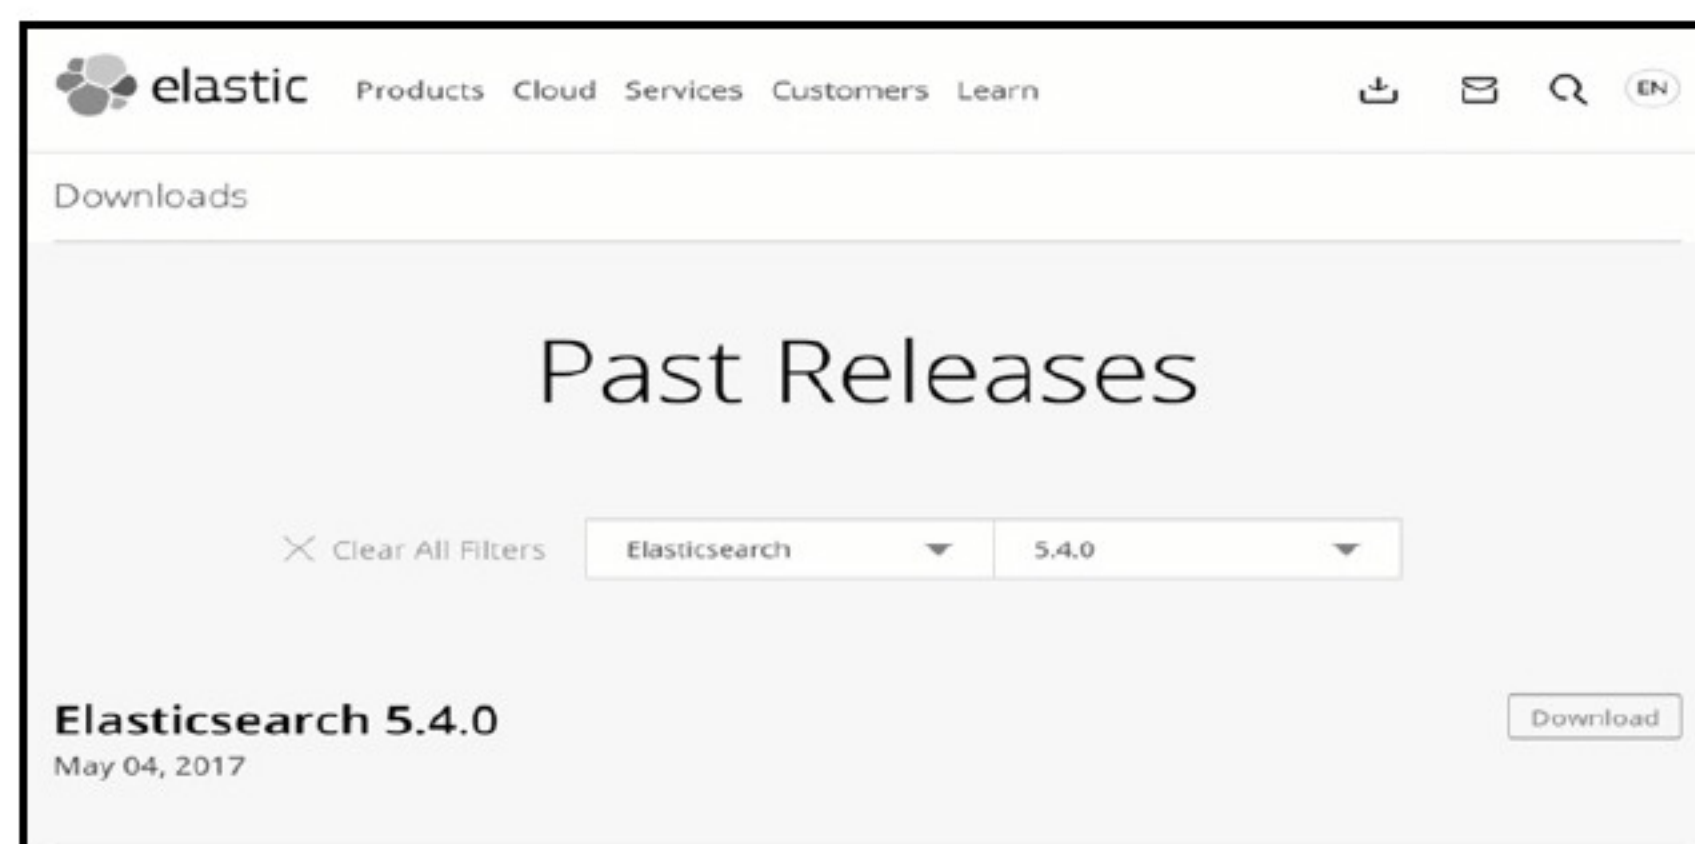 elastic Products Cloud Services Customers Learn EN
Downloads
Past Releases
Clear All Filters Elasticsearch 5.4.0
Elasticsearch 5.4.0 Download
May 04, 2017